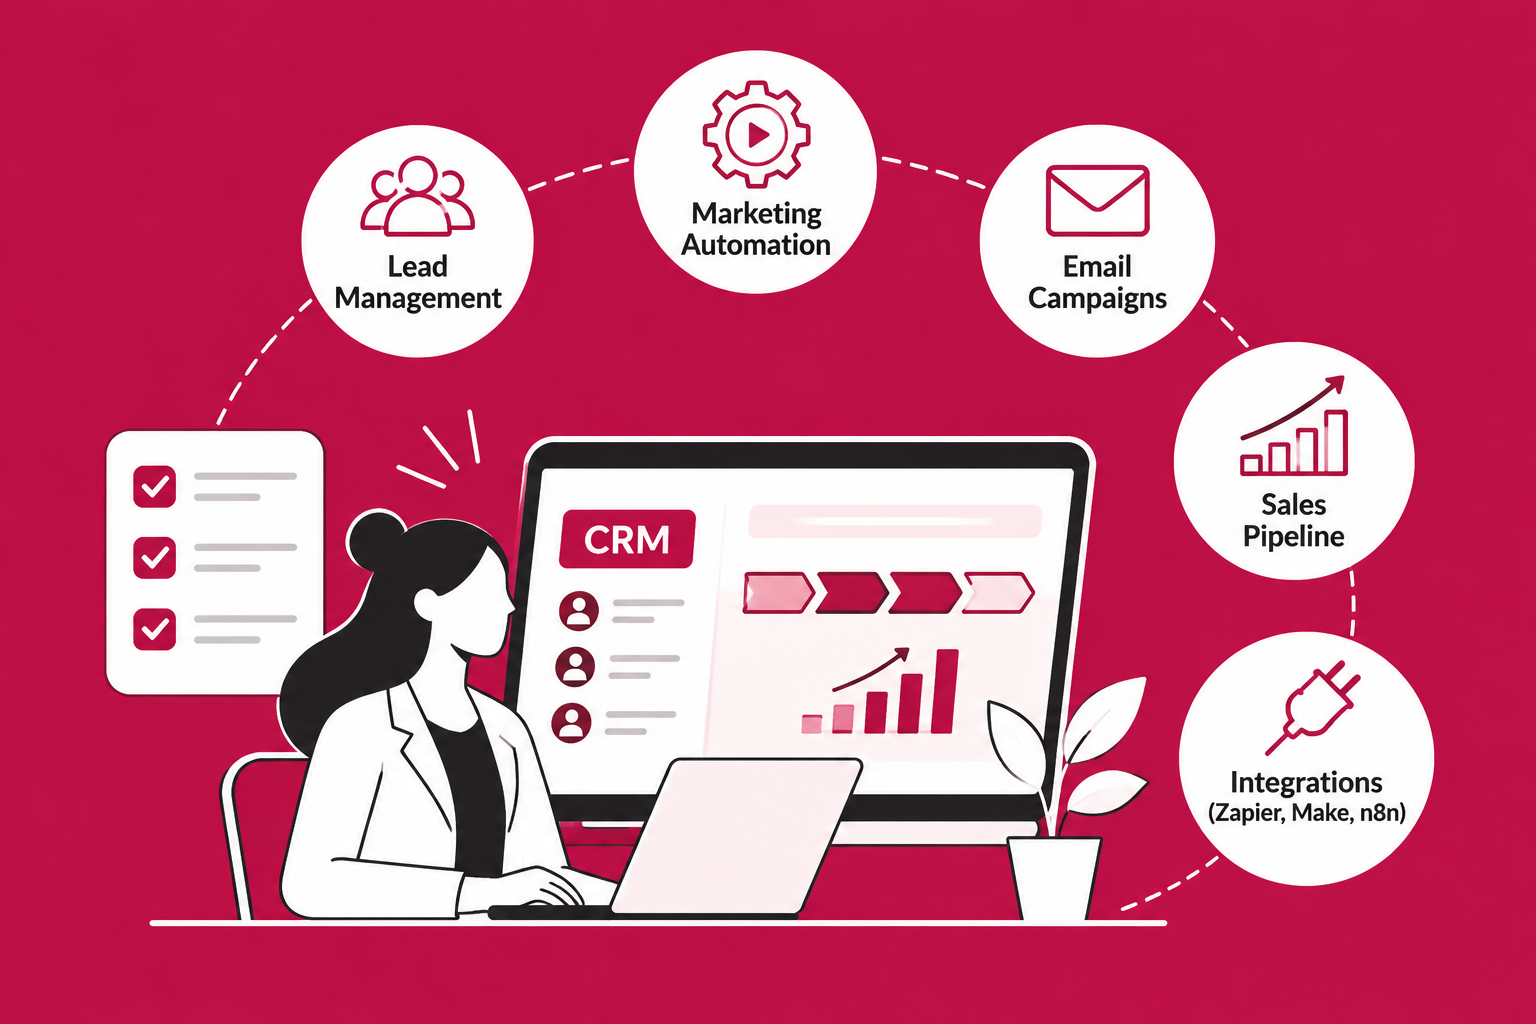 Marketing
Automation
Lead
Management
Email
Campaigns
Sales
Pipeline
CRM
Integrations
(Zapier, Make, n8n)